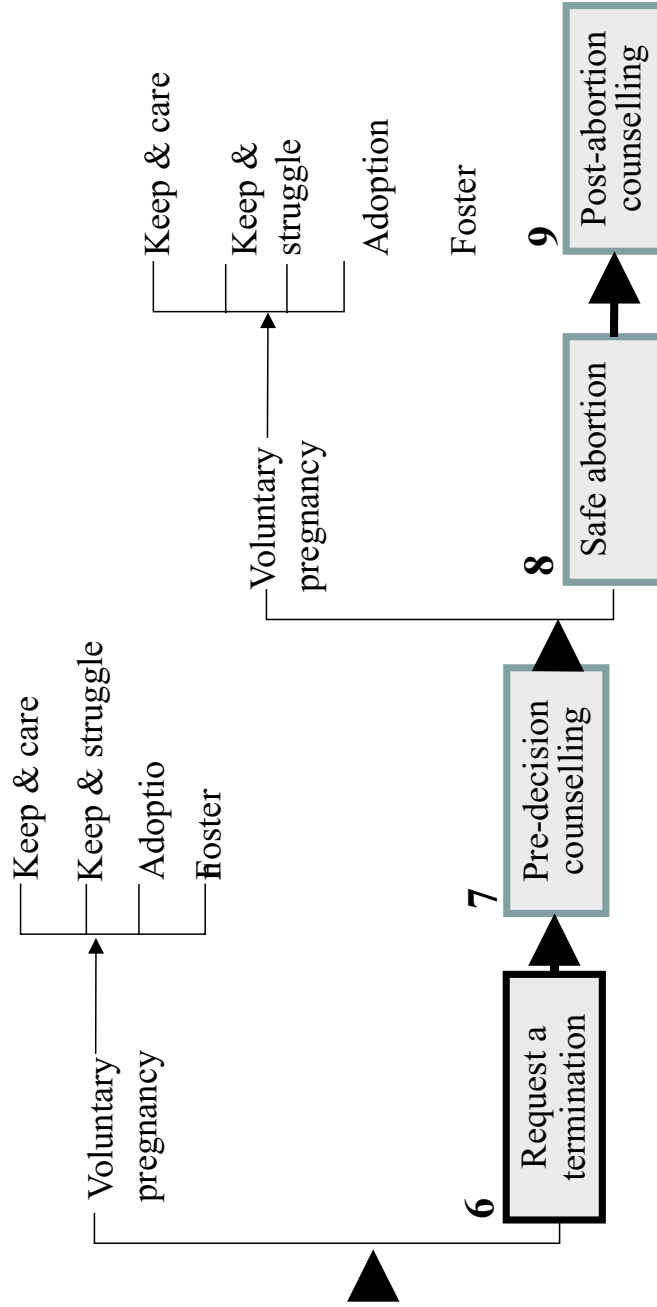 Voluntary
pregnancy
Keep & care
Keep & struggle
Adoptio
n
Foster
Voluntary
pregnancy
Keep & care
Keep &
struggle
Adoption
Foster
6
Request a
termination
7
Pre-decision
counselling
8
Safe abortion
9
Post-abortion
counselling